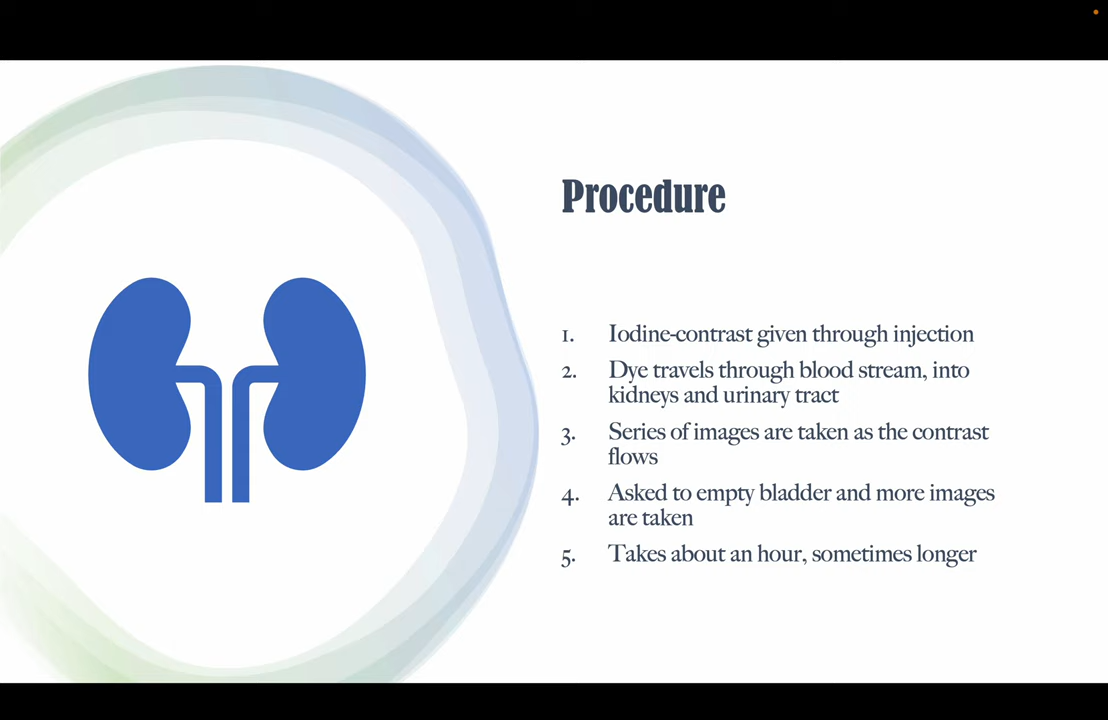 Procedure
1. Iodine-contrast given through injection
2. Dye travels through blood stream, into
kidneys and urinary tract
3. Series of images are taken as the contrast
flows
4. Asked to empty bladder and more images
are taken
5. Takes about an hour, sometimes longer